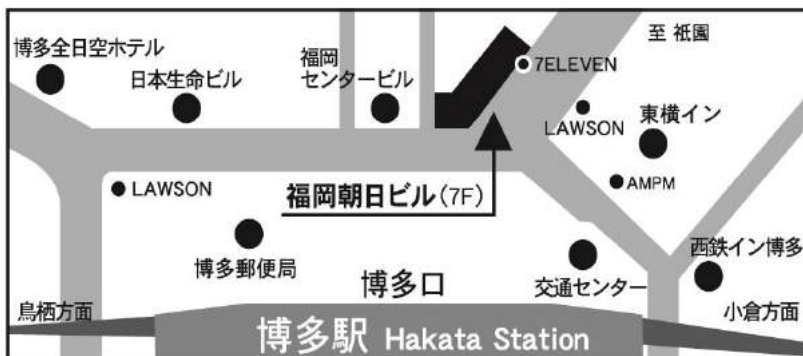 博多全日空ホテル
日本生命ビル
福岡
センタービル
至 祇園
7ELEVEN
LAWSON
東横イン
AMPM
LAWSON
福岡朝日ビル(7F)
博多郵便局
博多口
交通センター
西鉄イン博多
鳥栖方面
小倉方面
博多駅 Hakata Station